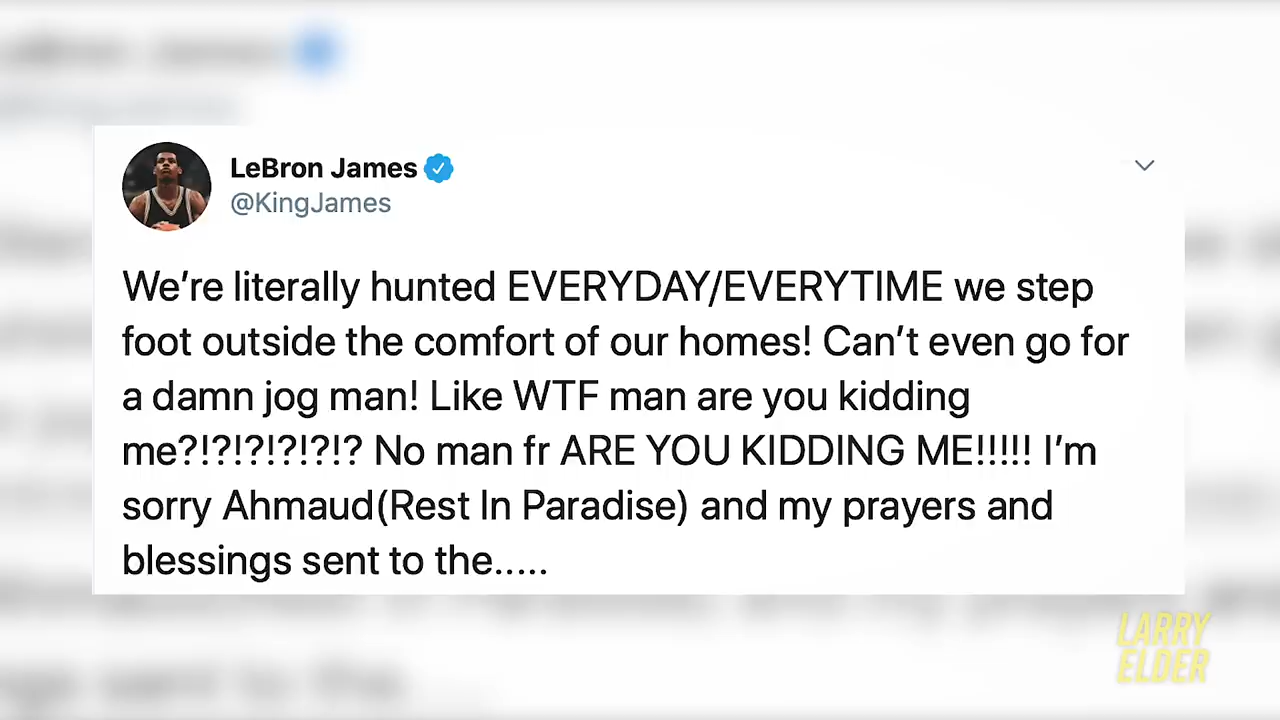 LeBron James
@KingJames
We're literally hunted EVERYDAY/EVERYTIME we step
foot outside the comfort of our homes! Can't even go for
a damn jog man! Like WTF man are you kidding
me?!?!?!?!?!? No man fr ARE YOU KIDDING ME!!!!! I'm
sorry Ahmaud(Rest In Paradise) and my prayers and
blessings sent to the.....
LARRY
ELDER